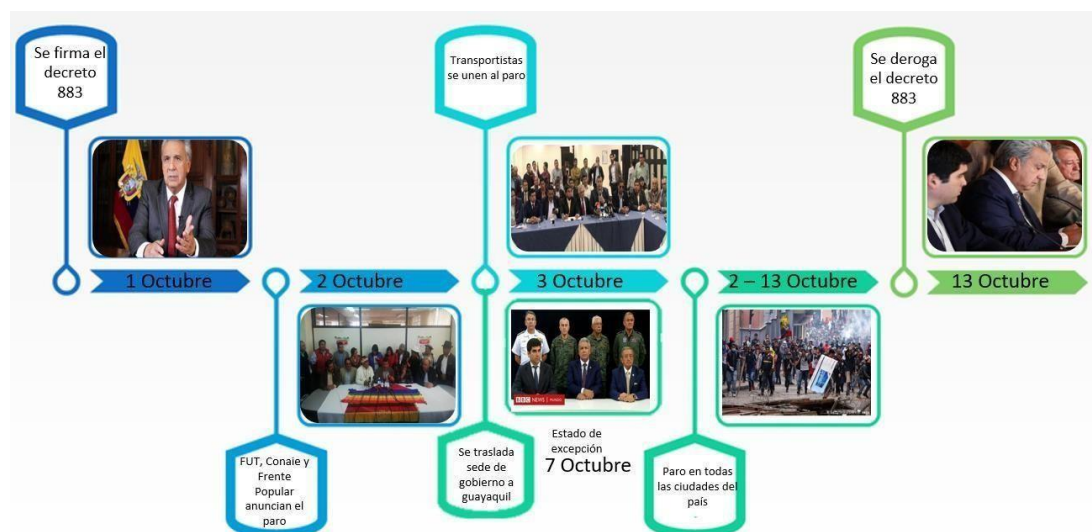 Se firma el
decreto
883
Transportistas
se unen al paro
Se deroga
el decreto
883
1 Octubre
2 Octubre
3 Octubre
2 – 13 Octubre
13 Octubre
BBC NEWS
FUT, Conaie y
Frente
Popular
anuncian el
paro
Se traslada
sede de
gobierno a
guayaquil
Estado de
excepción
7 Octubre
Paro en todas
las ciudades del
país